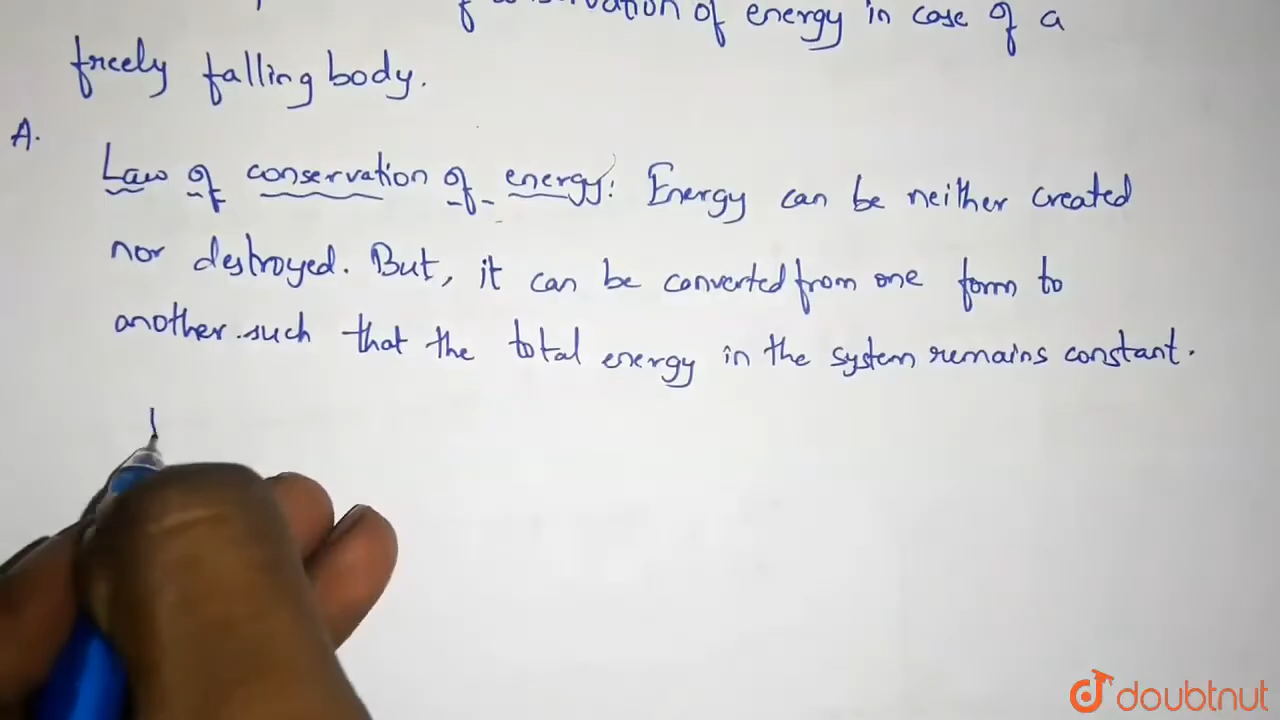 of energy in case of a
freely falling body.
A.
Law of conservation of energy: Energy can be neither created
nor destroyed. But, it can be converted from one form to
another.such that the total energy in the system remains constant.
doubtnut